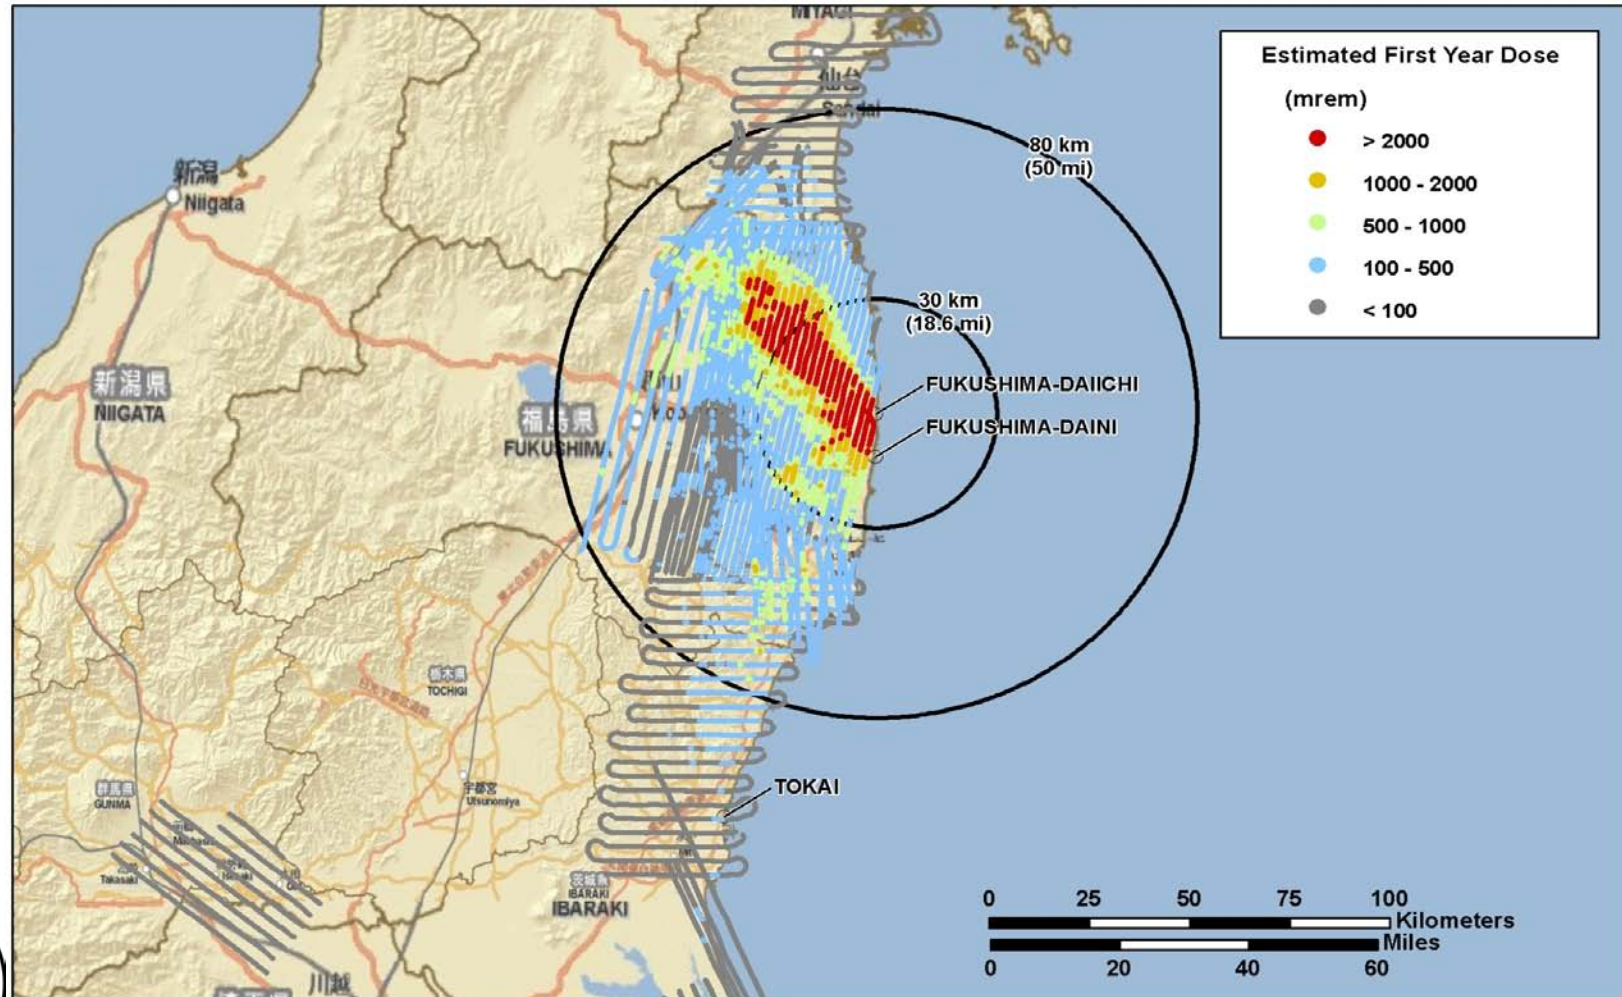 MIYAGI
仙台
Sendai
Estimated First Year Dose
(mrem)
> 2000
1000 - 2000
500 - 1000
100 - 500
< 100
80 km
(50 mi)
新潟
Niigata
30 km
(18.6 mi)
新潟県
NIIGATA
福島県
FUKUSHIMA
FUKUSHIMA-DAIICHI
FUKUSHIMA-DAINI
栃木県
TOCHIGI
宇都宮
Utsunomiya
群馬県
GUNMA
Takasaki
TOKAI
茨城県
IBARAKI
IBARAKI
川越
0 25 50 75 100
Kilometers
Miles
0 20 40 60